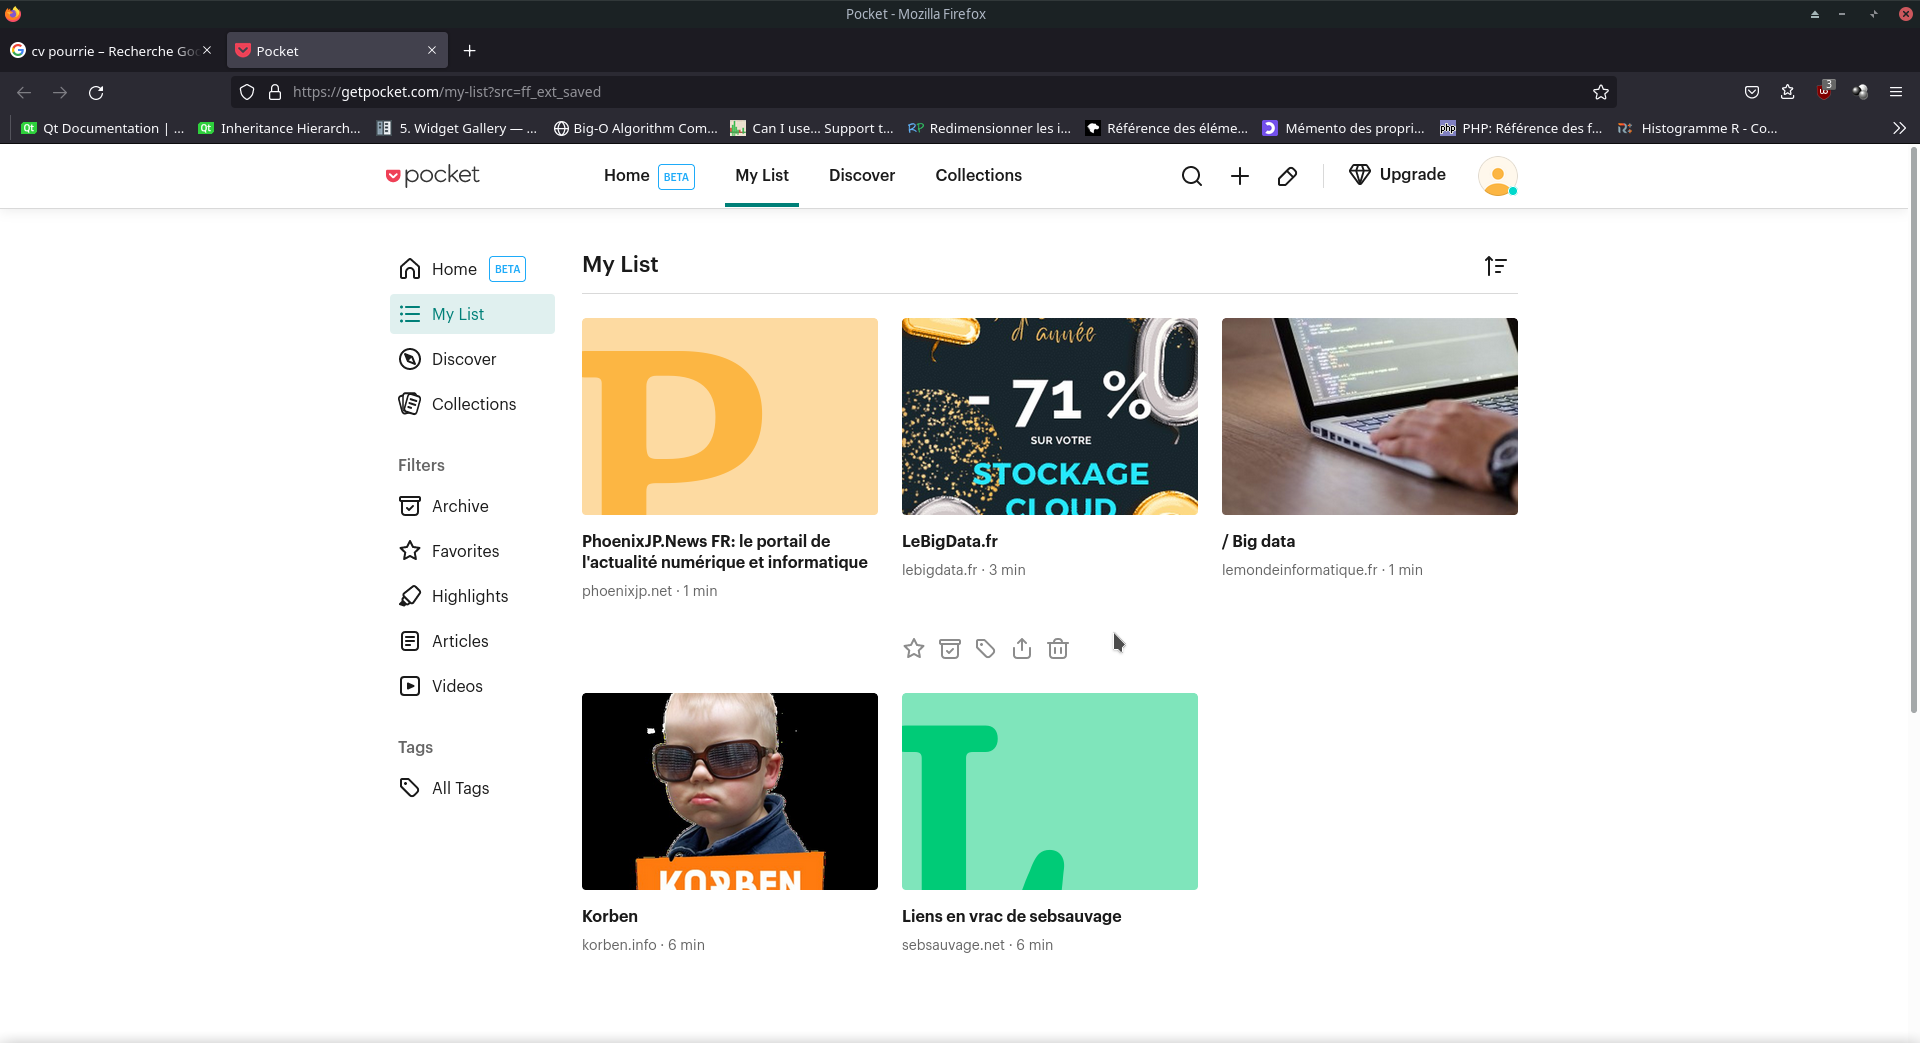 Pocket - Mozilla Firefox
cv pourrie – Recherche Go
Pocket
https://getpocket.com/my-list?src=ff_ext_saved
3
Qt Documentation | ...
Inheritance Hierarch...
5. Widget Gallery — ...
Big-O Algorithm Com...
Can I use... Support t...
RP Redimensionner les i...
Référence des éléme...
Mémento des propri...
php PHP: Référence des f...
Histogramme R - Co...
pocket
Home BETA
My List
Discover
Collections
Upgrade
Home BETA
My List
Discover
Collections
Filters
Archive
Favorites
Highlights
Articles
Videos
Tags
All Tags
My List
P
d'année
- 71 %
SUR VOTRE
STOCKAGE
CLOUD
PhoenixJP.News FR: le portail de
l'actualité numérique et informatique
phoenixjp.net · 1 min
LeBigData.fr
lebigdata.fr · 3 min
/ Big data
lemondeinformatique.fr · 1 min
KORBEN
L
Korben
korben.info · 6 min
Liens en vrac de sebsauvage
sebsauvage.net · 6 min